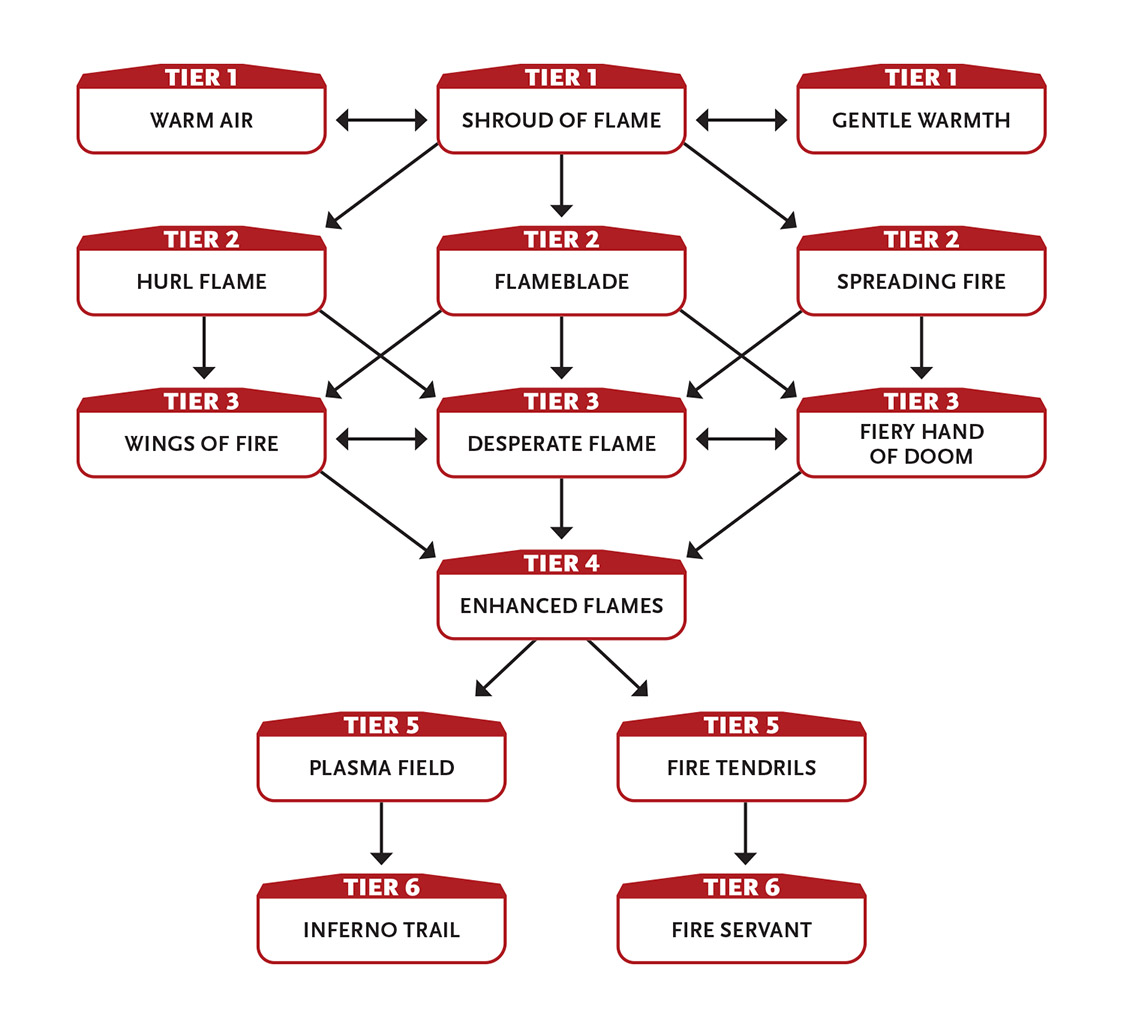 TIER 1
WARM AIR
TIER 1
SHROUD OF FLAME
TIER 1
GENTLE WARMTH
TIER 2
HURL FLAME
TIER 2
FLAMEBLADE
TIER 2
SPREADING FIRE
TIER 3
WINGS OF FIRE
TIER 3
DESPERATE FLAME
TIER 3
FIERY HAND
OF DOOM
TIER 4
ENHANCED FLAMES
TIER 5
PLASMA FIELD
TIER 5
FIRE TENDRILS
TIER 6
INFERNO TRAIL
TIER 6
FIRE SERVANT